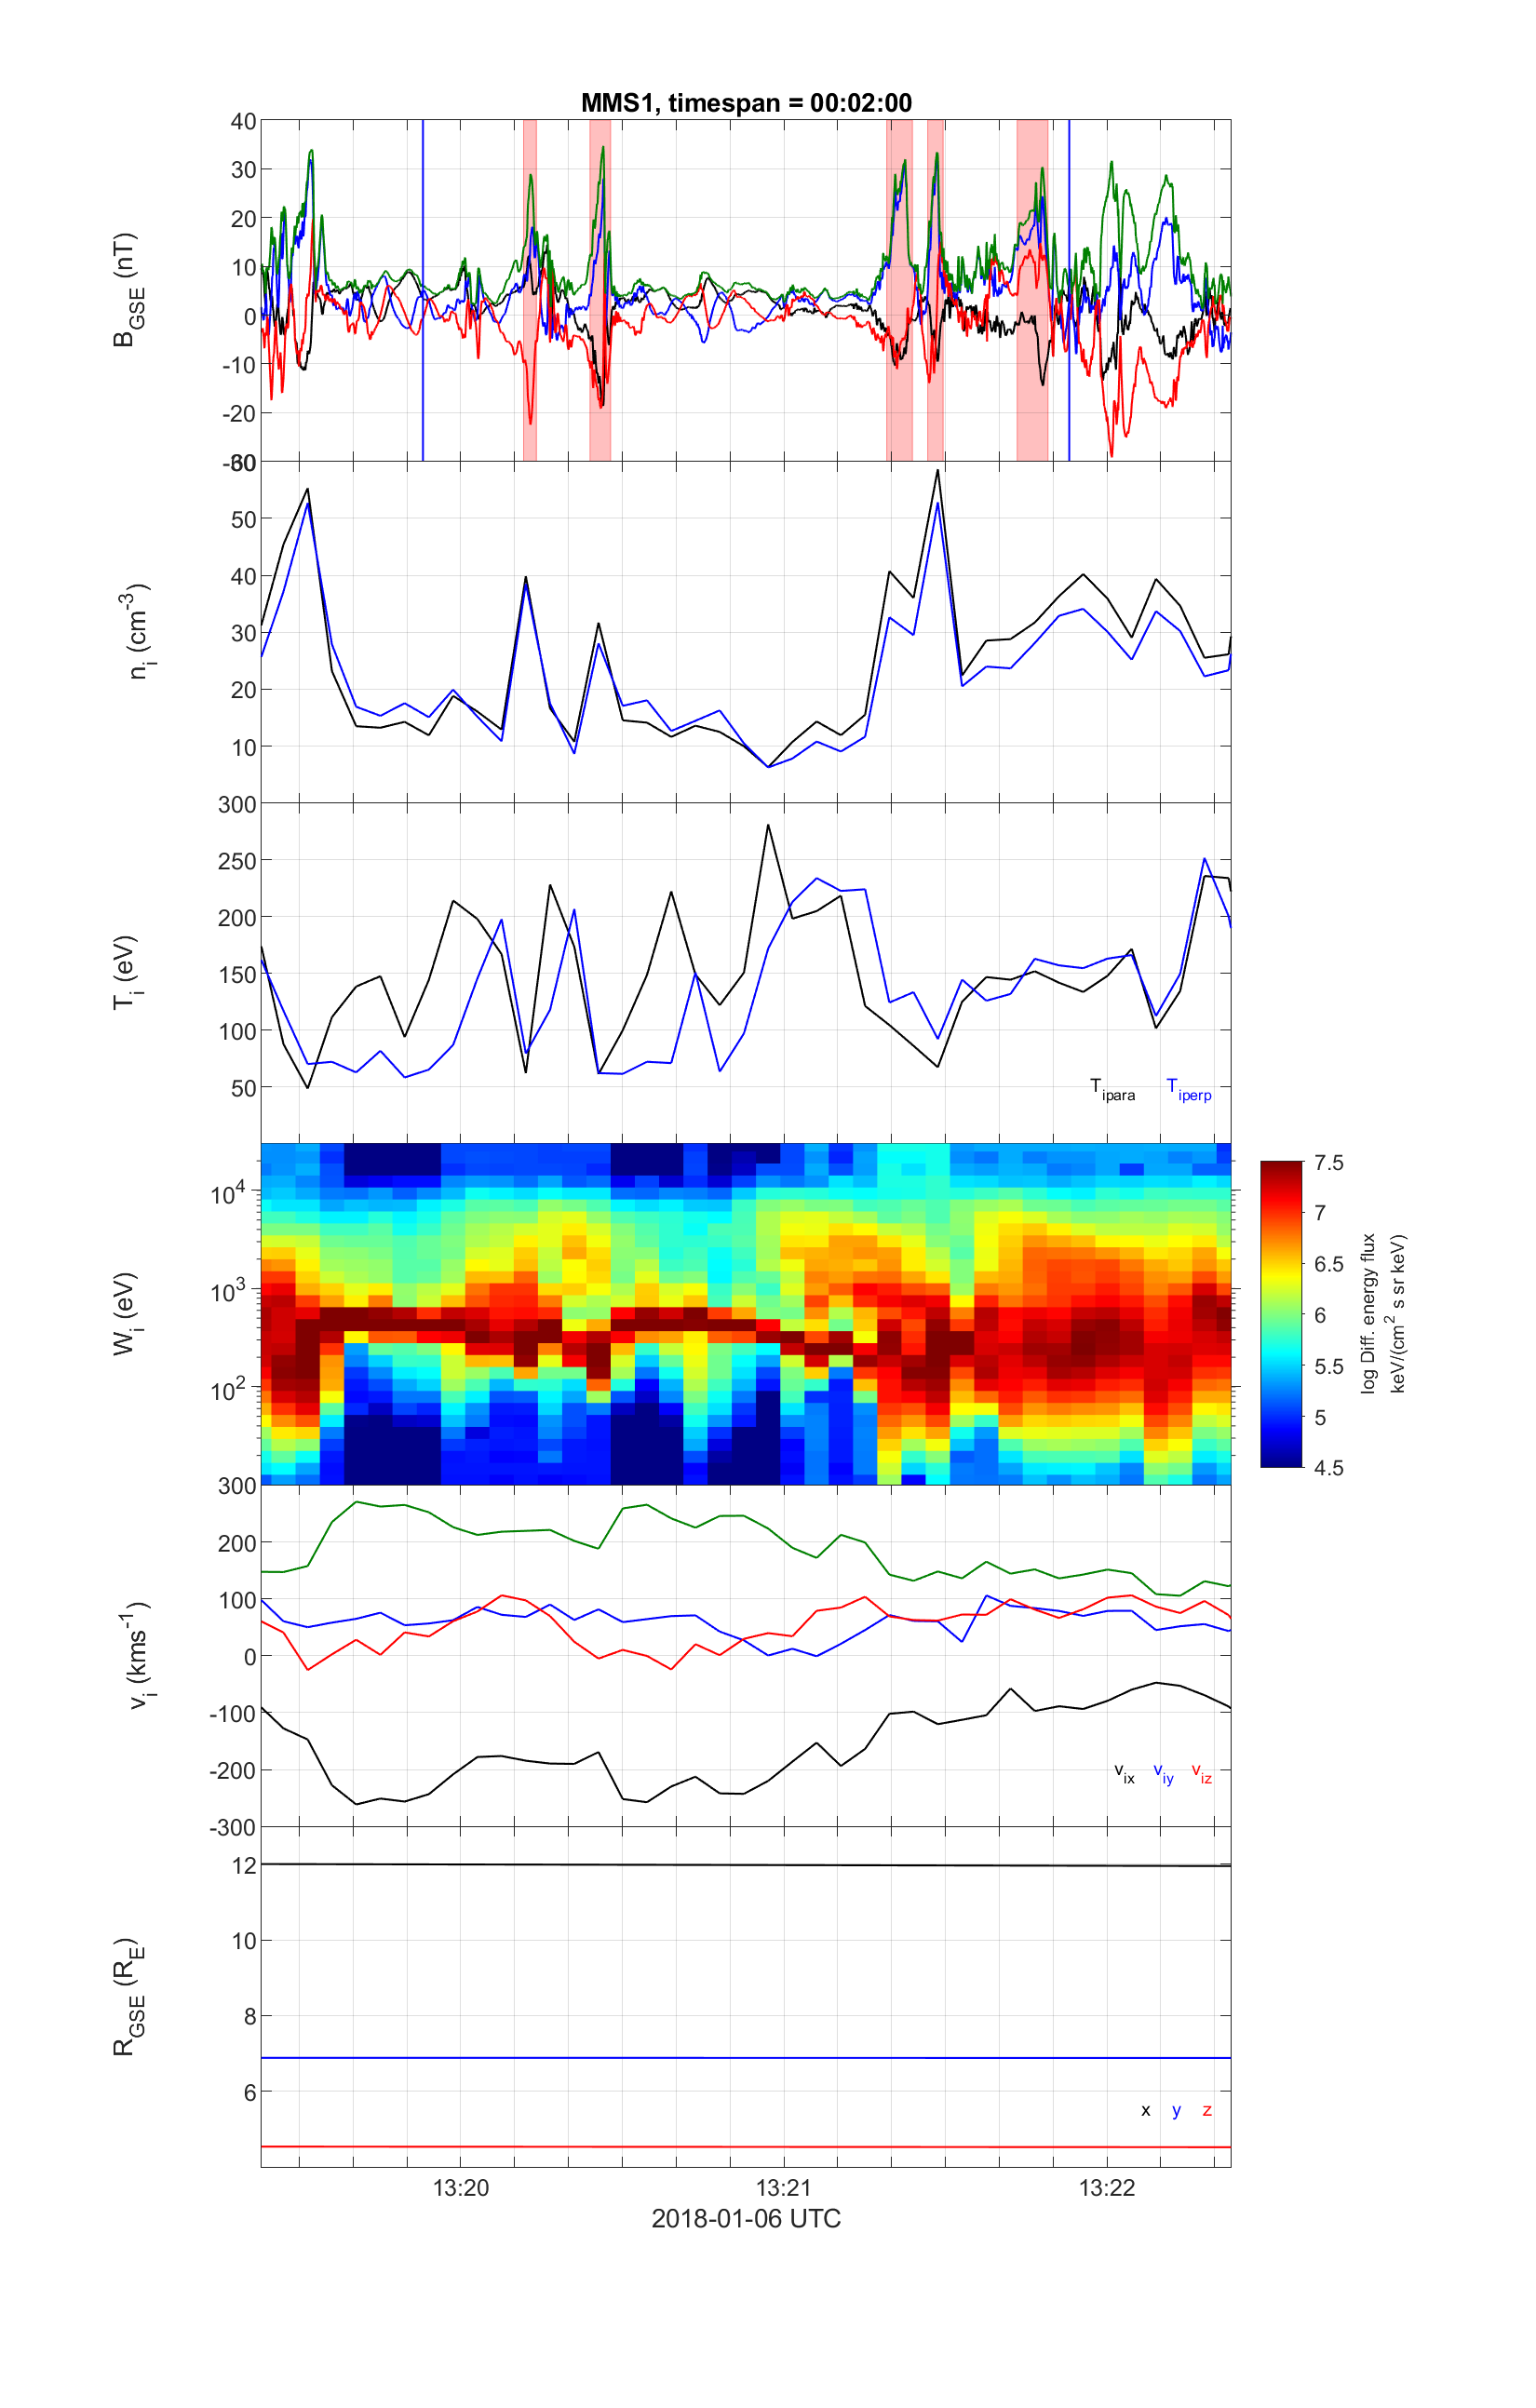 MMS1, timespan = 00:02:00
40
30
20
10
0
-10
-20
-30
B_GSE (nT)
60
50
40
30
20
10
n_i (cm^-3)
300
250
200
150
100
50
T_i (eV)
T_ipara T_iperp
10^4
10^3
10^2
W_i (eV)
7.5
7
6.5
6
5.5
5
4.5
log Diff. energy flux
keV/(cm^2 s sr keV)
300
200
100
0
-100
-200
-300
v_i (kms^-1)
v_ix v_iy v_iz
12
10
8
6
R_GSE (R_E)
x y z
13:20 13:21 13:22
2018-01-06 UTC